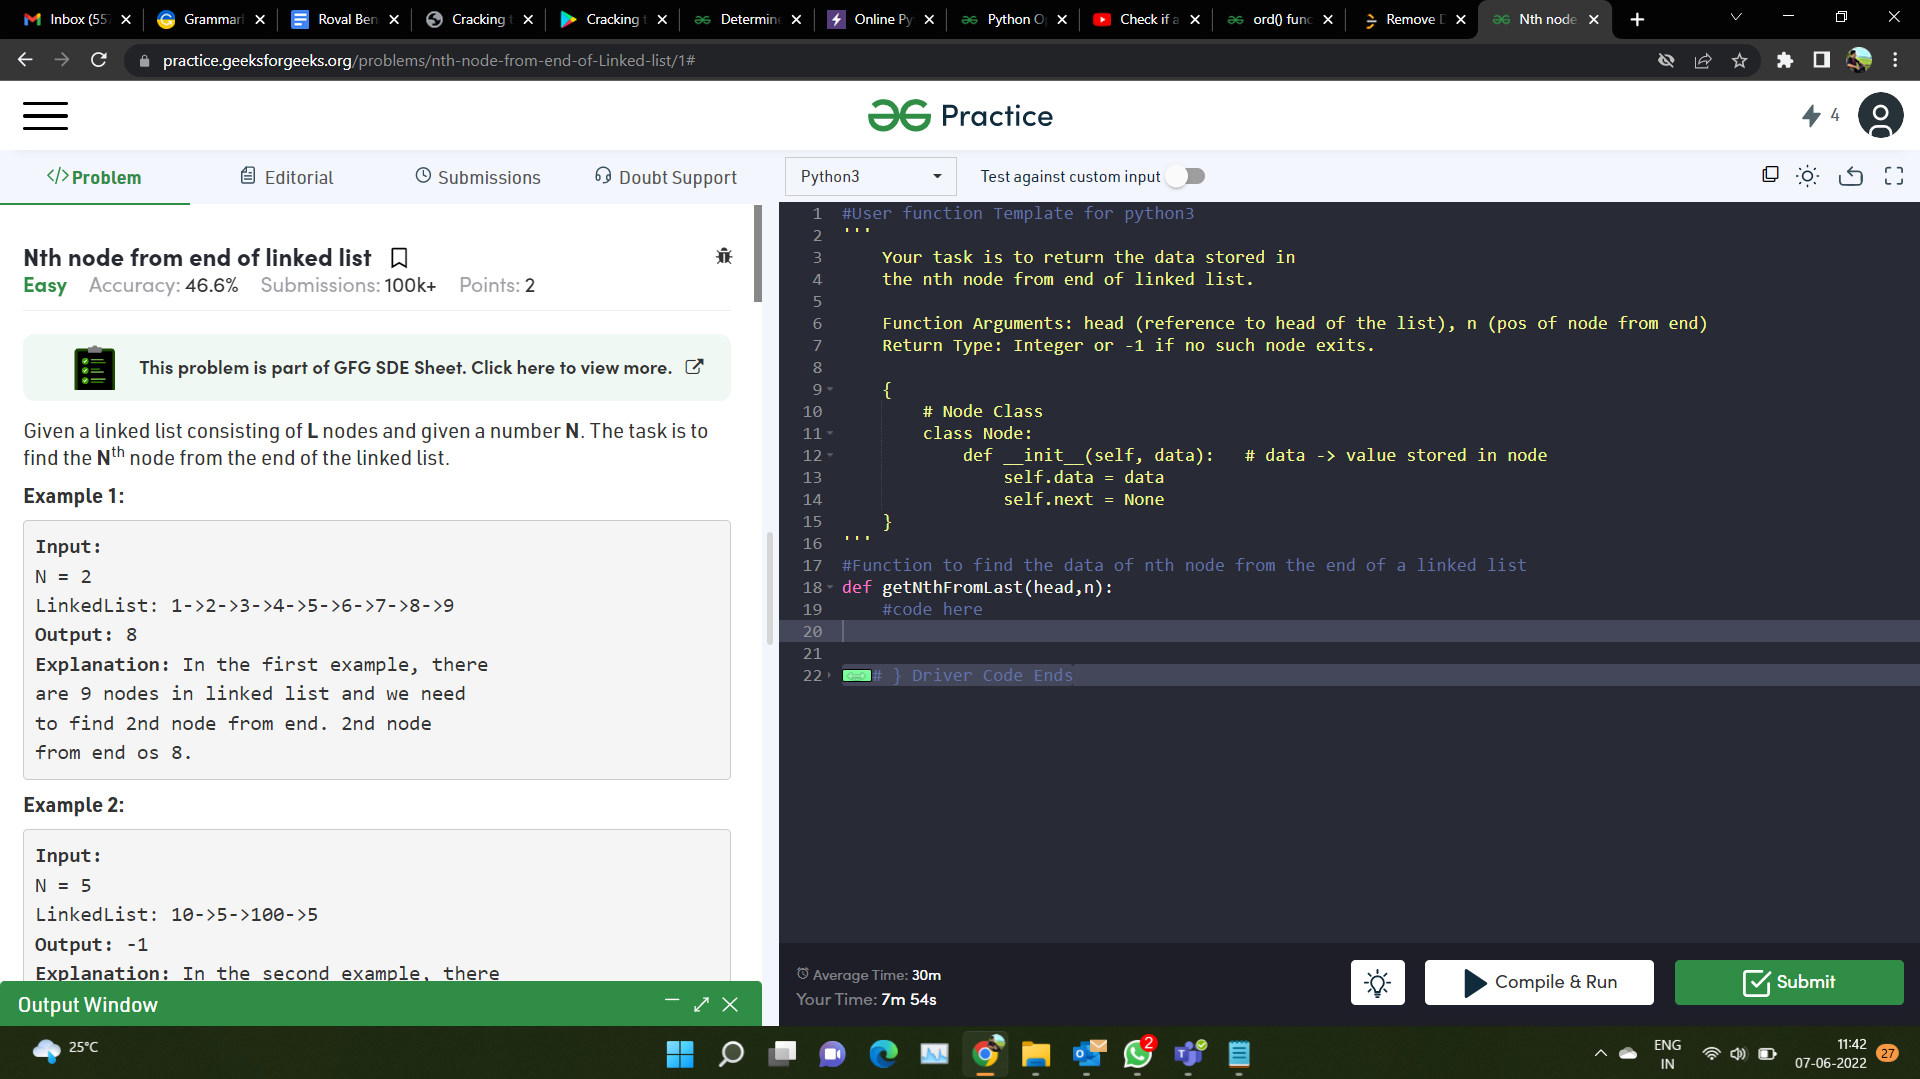 Inbox (55
Grammar
Roval Ben
Cracking t
Cracking t
Determine
Online Py
Python O
Check if a
ord() func
Remove D
Nth node
practice.geeksforgeeks.org/problems/nth-node-from-end-of-Linked-list/1#
Practice
4
</>Problem
Editorial
Submissions
Doubt Support
Python3
Test against custom input
Nth node from end of linked list
Easy Accuracy: 46.6% Submissions: 100k+ Points: 2
This problem is part of GFG SDE Sheet. Click here to view more.
Given a linked list consisting of L nodes and given a number N. The task is to
find the Nth node from the end of the linked list.
Example 1:
Input:
N = 2
LinkedList: 1->2->3->4->5->6->7->8->9
Output: 8
Explanation: In the first example, there
are 9 nodes in linked list and we need
to find 2nd node from end. 2nd node
from end os 8.
Example 2:
Input:
N = 5
LinkedList: 10->5->100->5
Output: -1
Explanation: In the second example, there
Output Window
1 #User function Template for python3
2 '''
3 Your task is to return the data stored in
4 the nth node from end of linked list.
5
6 Function Arguments: head (reference to head of the list), n (pos of node from end)
7 Return Type: Integer or -1 if no such node exits.
8
9 {
10 # Node Class
11 class Node:
12 def __init__(self, data): # data -> value stored in node
13 self.data = data
14 self.next = None
15 }
16 '''
17 #Function to find the data of nth node from the end of a linked list
18 def getNthFromLast(head,n):
19 #code here
20
21
22 # } Driver Code Ends
Average Time: 30m
Your Time: 7m 54s
Compile & Run
Submit
25°C
2
ENG
IN
11:42
07-06-2022
27